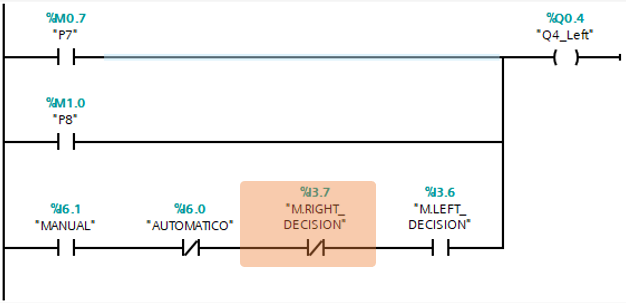 %M0.7
"P7"
%Q0.4
"Q4_Left"
%M1.0
"P8"
%I6.1
"MANUAL"
%I6.0
"AUTOMATICO"
%I3.7
"M.RIGHT_
DECISION"
%I3.6
"M.LEFT_
DECISION"